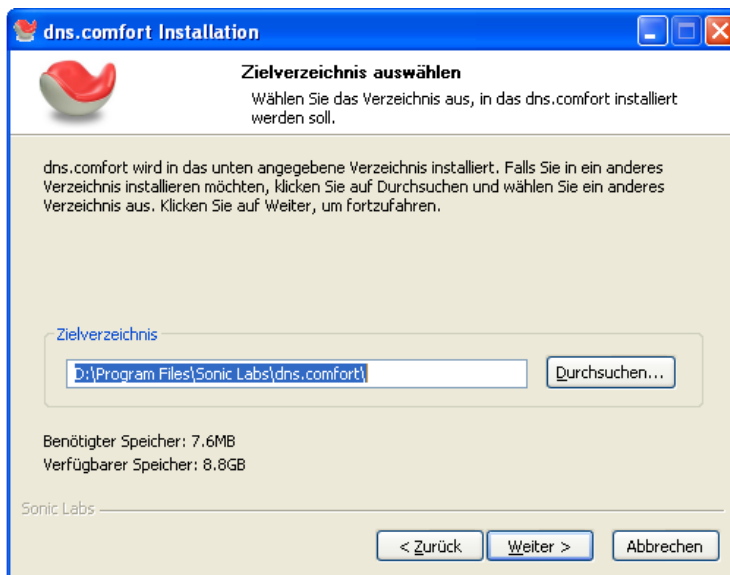 dns.comfort Installation
Zielverzeichnis auswählen
Wählen Sie das Verzeichnis aus, in das dns.comfort installiert
werden soll.
dns.comfort wird in das unten angegebene Verzeichnis installiert. Falls Sie in ein anderes
Verzeichnis installieren möchten, klicken Sie auf Durchsuchen und wählen Sie ein anderes
Verzeichnis aus. Klicken Sie auf Weiter, um fortzufahren.
Zielverzeichnis
D:\Program Files\Sonic Labs\dns.comfort\
Durchsuchen...
Benötigter Speicher: 7.6MB
Verfügbarer Speicher: 8.8GB
Sonic Labs
< Zurück
Weiter >
Abbrechen